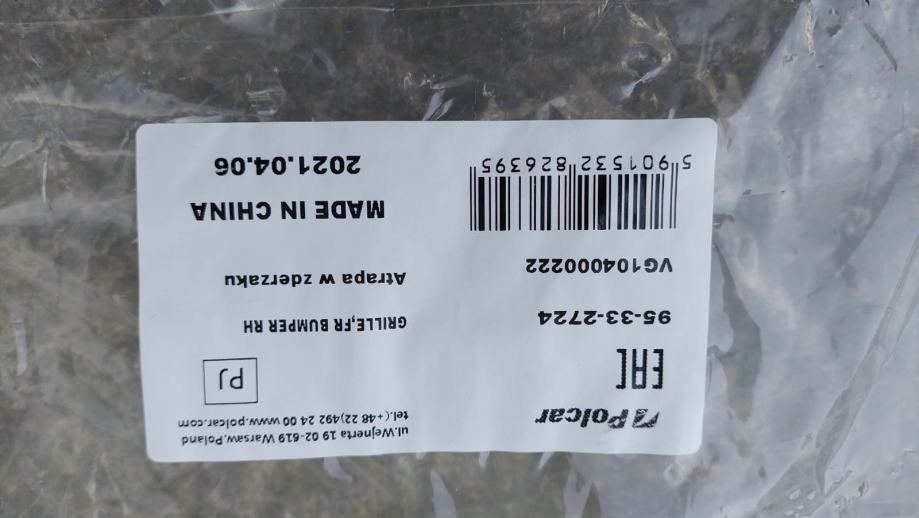 Polcar
ul.Wejnerta 19 02-619 Warsaw,Poland
tel.(+48 22)492 24 00 www.polcar.com
EAC
PJ
95-33-2724
GRILLE,FR BUMPER RH
VG104000222
Atrapa w zderzaku
MADE IN CHINA
5 901532 826395
2021.04.06